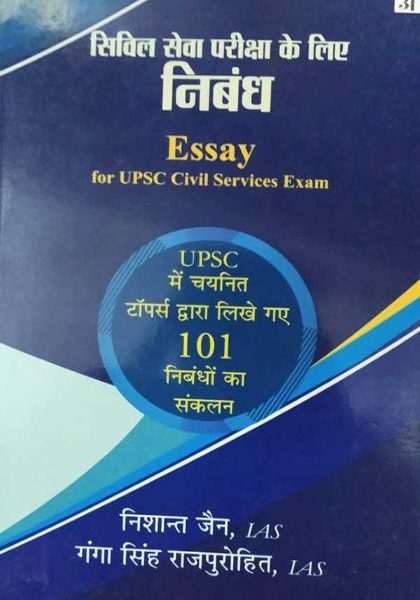 सिविल सेवा परीक्षा के लिए
निबंध
Essay
for UPSC Civil Services Exam
UPSC
में चयनित
टॉपर्स द्वारा लिखे गए
101
निबंधों का
संकलन
निशान्त जैन, IAS
गंगा सिंह राजपुरोहित, IAS